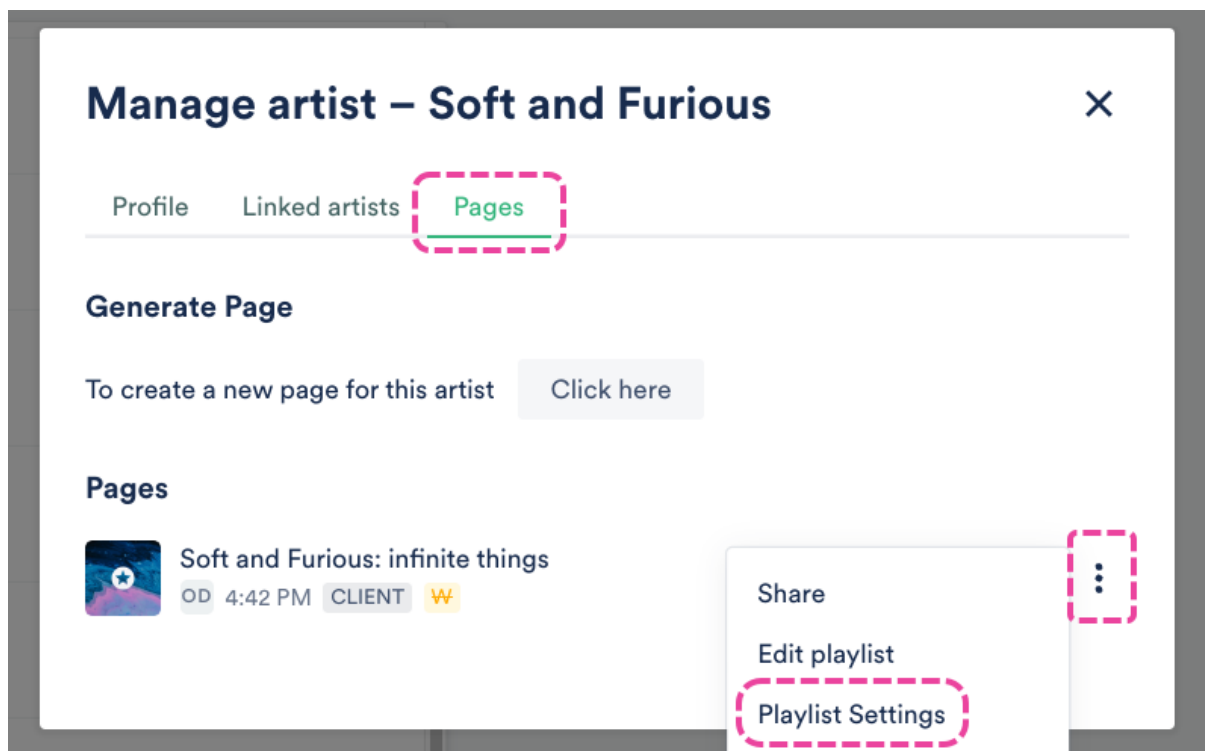 Manage artist – Soft and Furious
Profile Linked artists Pages
Generate Page
To create a new page for this artist Click here
Pages
Soft and Furious: infinite things
OD 4:42 PM CLIENT ₩
Share
Edit playlist
Playlist Settings